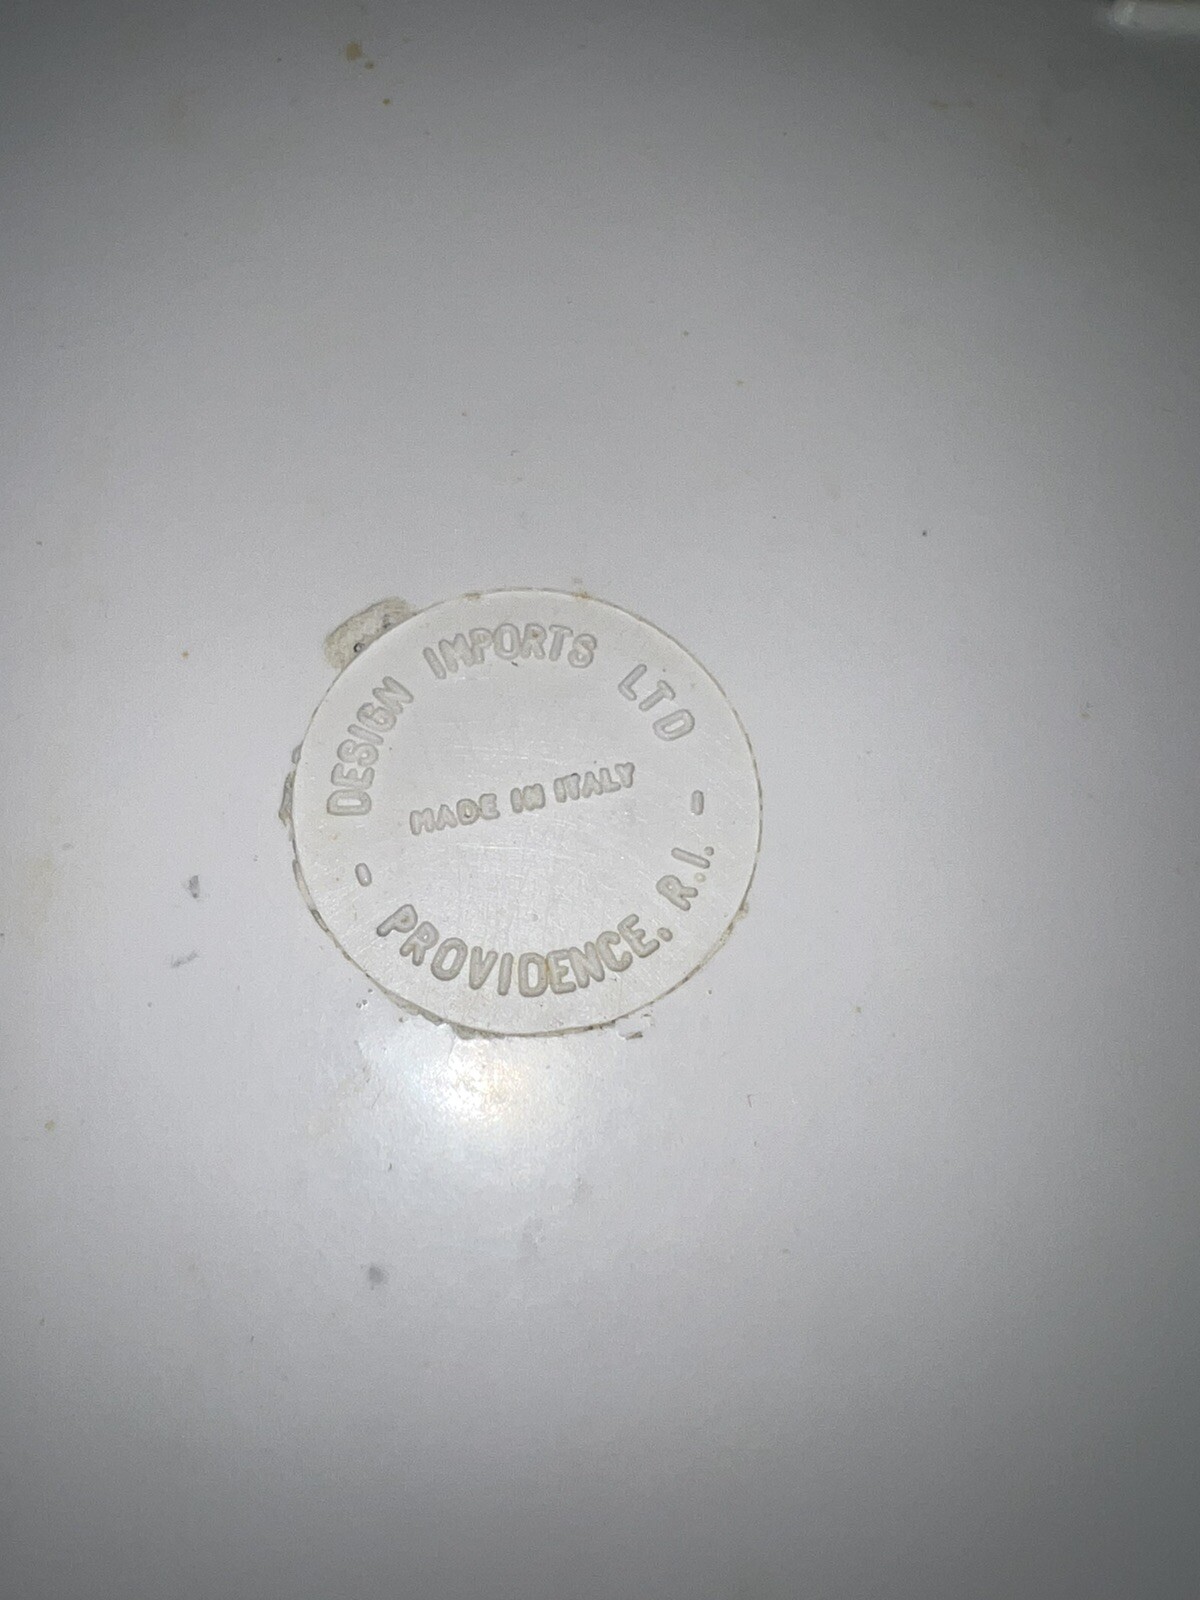 DESIGN IMPORTS LTD
MADE IN ITALY
- PROVIDENCE. R.I. -